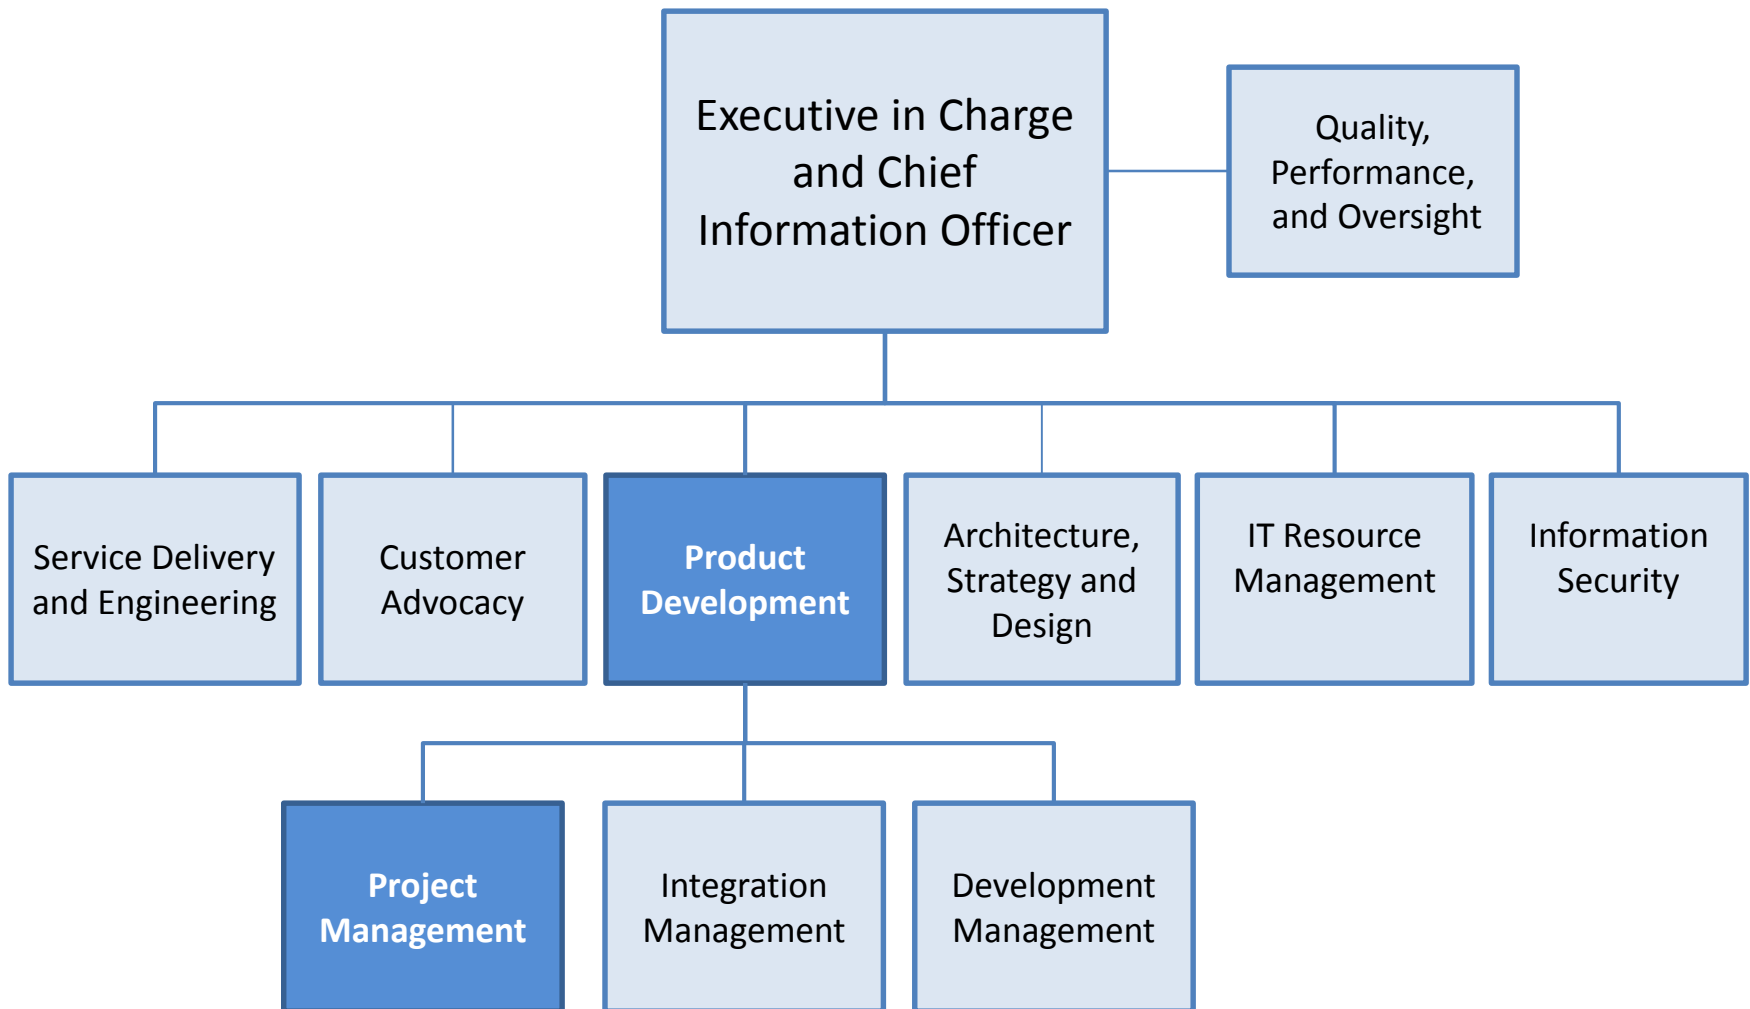 Executive in Charge
and Chief
Information Officer
Quality,
Performance,
and Oversight
Service Delivery
and Engineering
Customer
Advocacy
Product
Development
Architecture,
Strategy and
Design
IT Resource
Management
Information
Security
Project
Management
Integration
Management
Development
Management